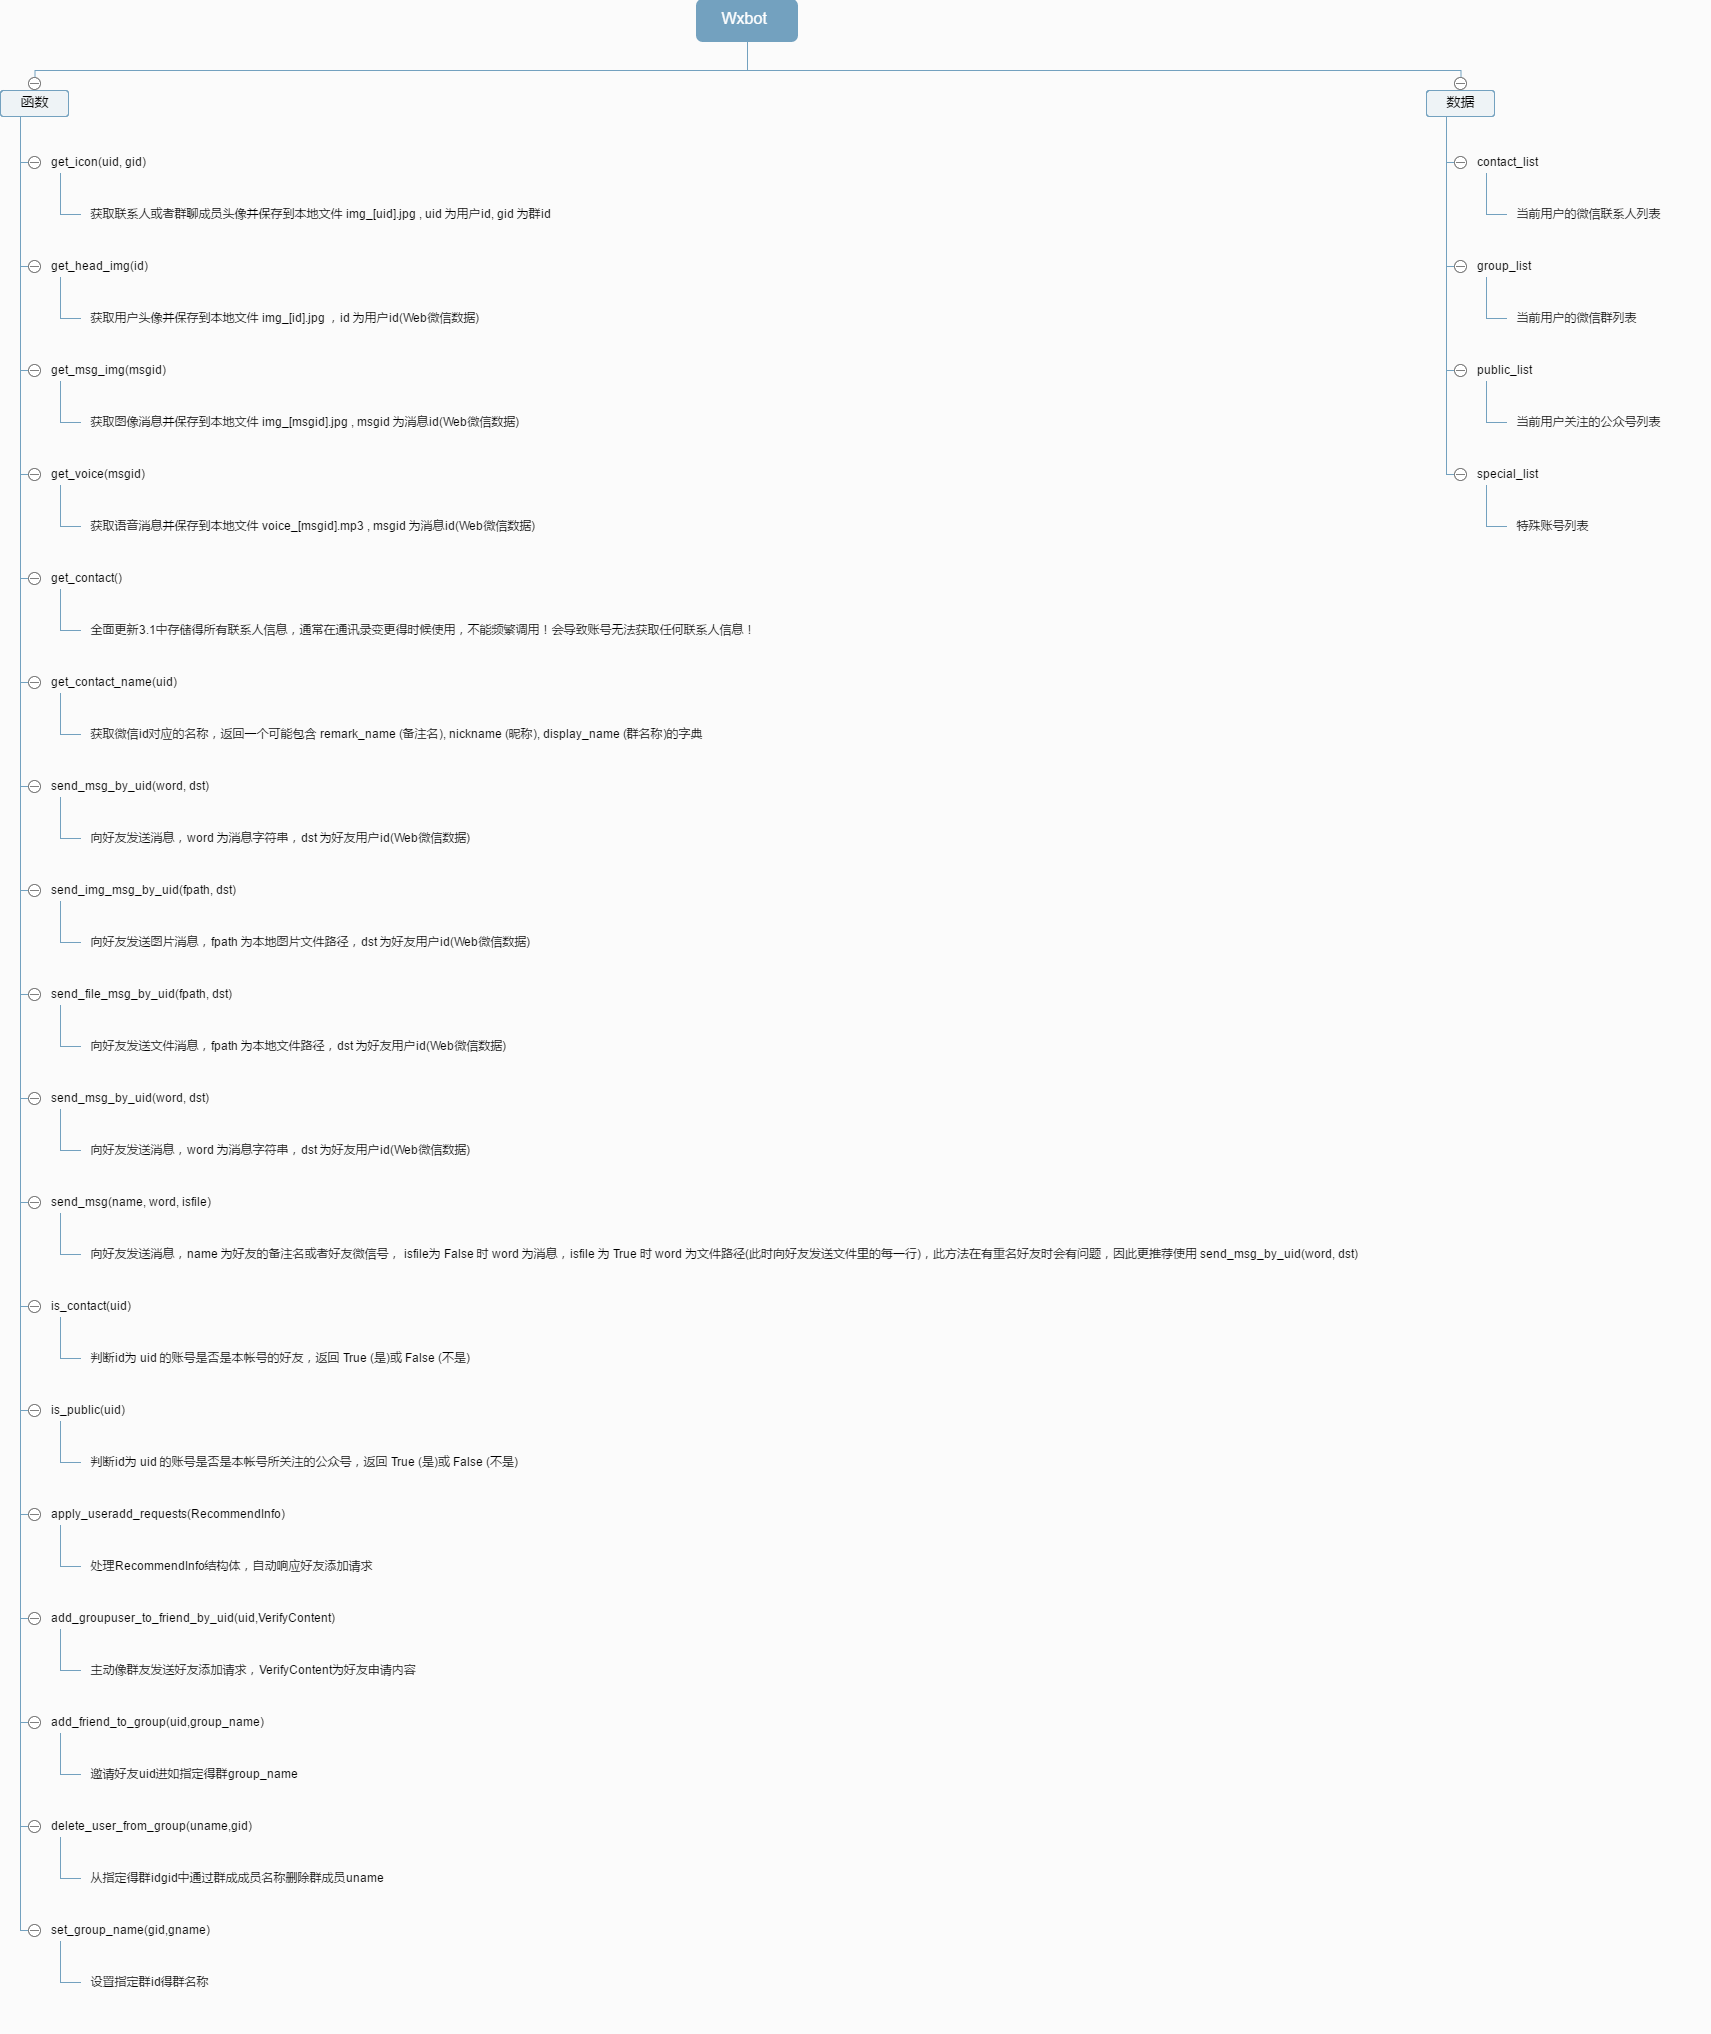 Wxbot
函数
get_icon(uid, gid)
获取联系人或者群聊成员头像并保存到本地文件 img_[uid].jpg , uid 为用户id, gid 为群id
get_head_img(id)
获取用户头像并保存到本地文件 img_[id].jpg ，id 为用户id(Web微信数据)
get_msg_img(msgid)
获取图像消息并保存到本地文件 img_[msgid].jpg , msgid 为消息id(Web微信数据)
get_voice(msgid)
获取语音消息并保存到本地文件 voice_[msgid].mp3 , msgid 为消息id(Web微信数据)
get_contact()
全面更新3.1中存储得所有联系人信息，通常在通讯录变更得时候使用，不能频繁调用！会导致账号无法获取任何联系人信息！
get_contact_name(uid)
获取微信id对应的名称，返回一个可能包含 remark_name (备注名), nickname (昵称), display_name (群名称)的字典
send_msg_by_uid(word, dst)
向好友发送消息，word 为消息字符串，dst 为好友用户id(Web微信数据)
send_img_msg_by_uid(fpath, dst)
向好友发送图片消息，fpath 为本地图片文件路径，dst 为好友用户id(Web微信数据)
send_file_msg_by_uid(fpath, dst)
向好友发送文件消息，fpath 为本地文件路径，dst 为好友用户id(Web微信数据)
send_msg_by_uid(word, dst)
向好友发送消息，word 为消息字符串，dst 为好友用户id(Web微信数据)
send_msg(name, word, isfile)
向好友发送消息，name 为好友的备注名或者好友微信号， isfile为 False 时 word 为消息，isfile 为 True 时 word 为文件路径(此时向好友发送文件里的每一行)，此方法在有重名好友时会有问题，因此更推荐使用 send_msg_by_uid(word, dst)
is_contact(uid)
判断id为 uid 的账号是否是本帐号的好友，返回 True (是)或 False (不是)
is_public(uid)
判断id为 uid 的账号是否是本帐号所关注的公众号，返回 True (是)或 False (不是)
apply_useradd_requests(RecommendInfo)
处理RecommendInfo结构体，自动响应好友添加请求
add_groupuser_to_friend_by_uid(uid,VerifyContent)
主动像群友发送好友添加请求，VerifyContent为好友申请内容
add_friend_to_group(uid,group_name)
邀请好友uid进如指定得群group_name
delete_user_from_group(uname,gid)
从指定得群idgid中通过群成成员名称删除群成员uname
set_group_name(gid,gname)
设置指定群id得群名称
数据
contact_list
当前用户的微信联系人列表
group_list
当前用户的微信群列表
public_list
当前用户关注的公众号列表
special_list
特殊账号列表